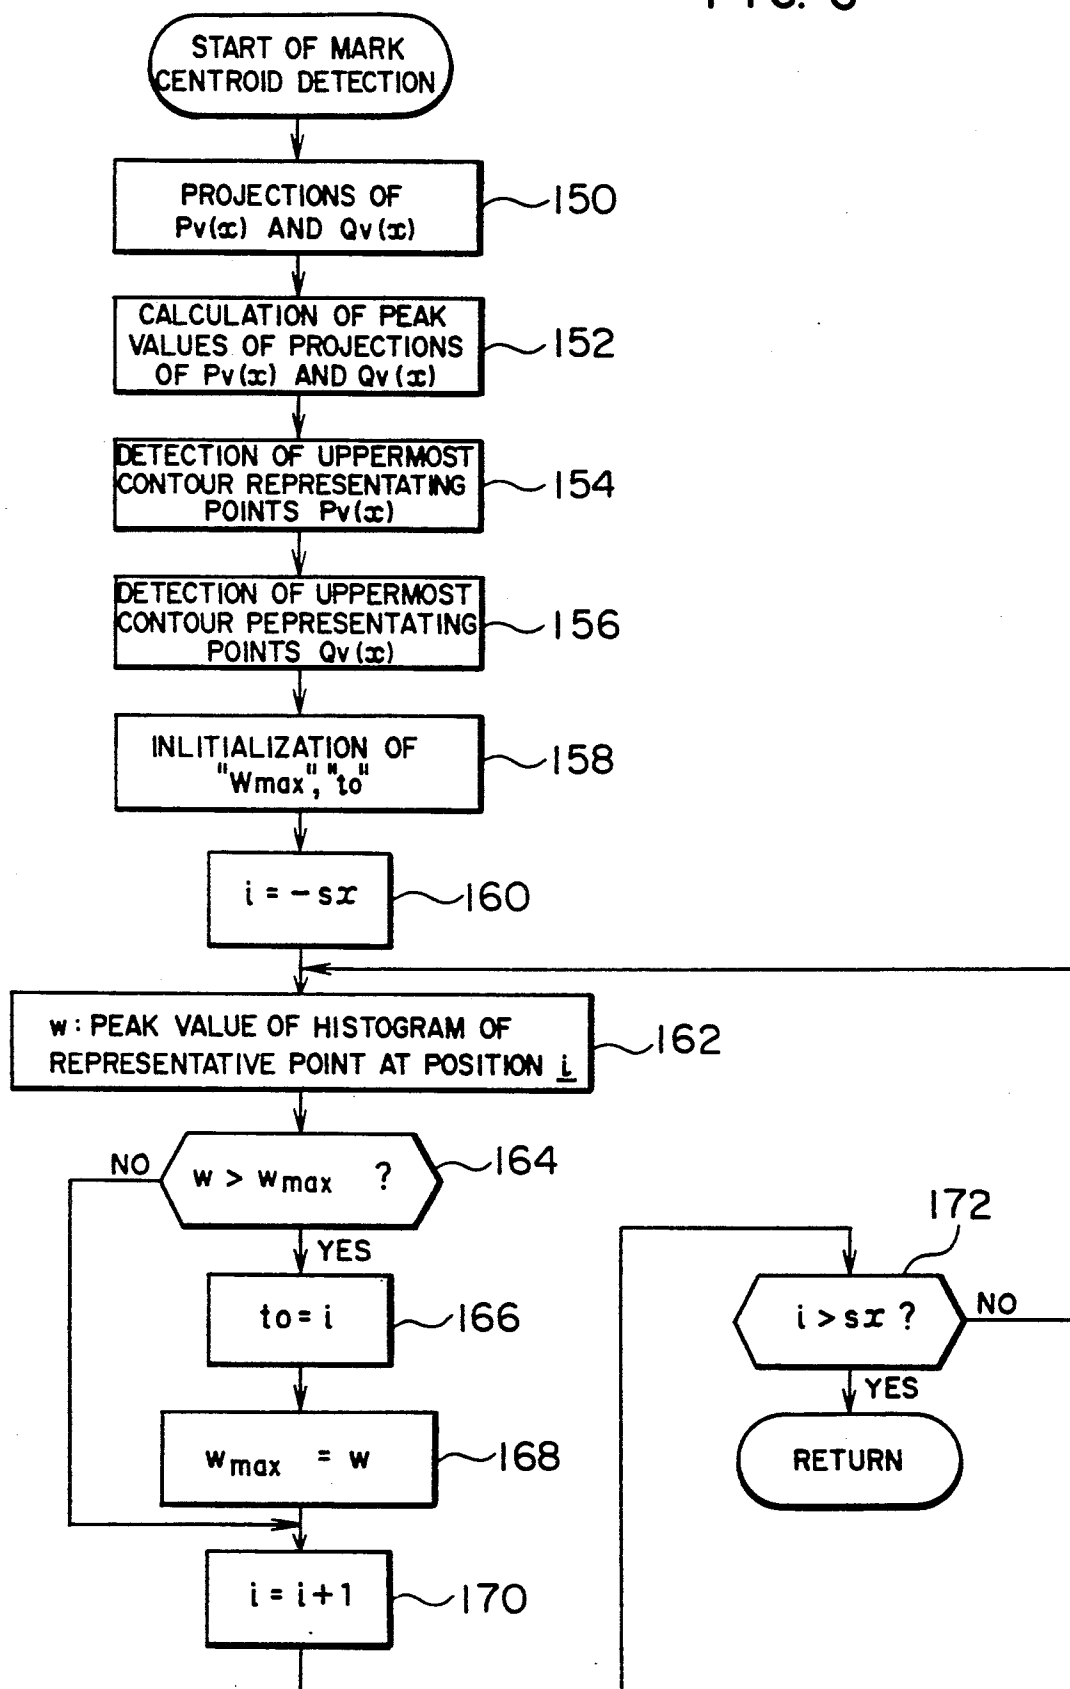 START OF MARK
CENTROID DETECTION
PROJECTIONS OF
Pv(x) AND Qv(x)
150
CALCULATION OF PEAK
VALUES OF PROJECTIONS
OF Pv(x) AND Qv(x)
152
DETECTION OF UPPERMOST
CONTOUR REPRESENTATING
POINTS Pv(x)
154
DETECTION OF UPPERMOST
CONTOUR PEPRESENTATING
POINTS Qv(x)
156
INLITIALIZATION OF
"Wmax", "to"
158
i = -sx
160
w : PEAK VALUE OF HISTOGRAM OF
REPRESENTATIVE POINT AT POSITION i
162
w > wmax ?
164
NO
YES
to = i
166
wmax = w
168
i = i+1
170
172
i > sx ?
NO
YES
RETURN